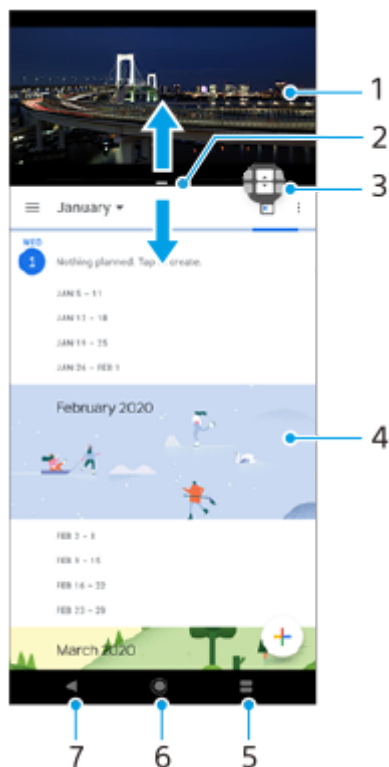 1
2
3
January
WED
1
Nothing planned. Tap to create.
JAN 5 – 11
JAN 12 – 18
JAN 19 – 25
JAN 26 – FEB 1
February 2020
4
FEB 2 – 8
FEB 9 – 15
FEB 16 – 22
FEB 23 – 29
March 2020
7
6
5